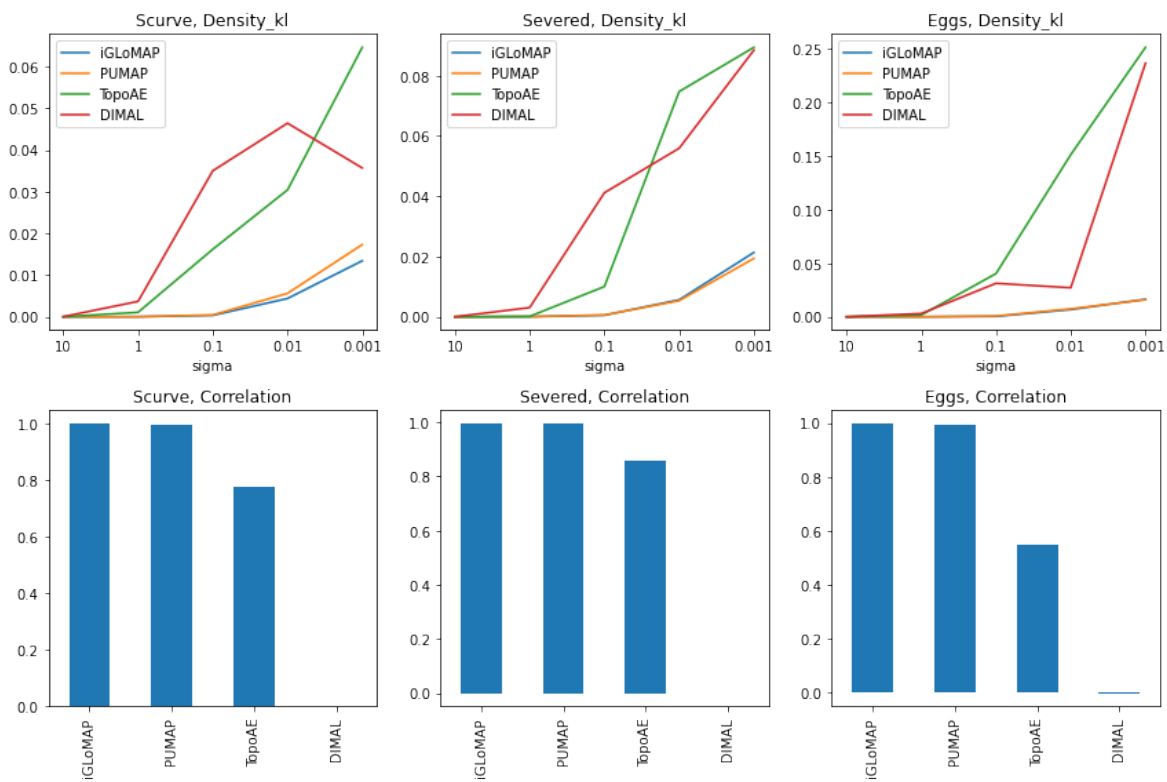 Scurve, Density_kl
iGLoMAP
PUMAP
TopoAE
DIMAL
0.06
0.05
0.04
0.03
0.02
0.01
0.00
10 1 0.1 0.01 0.001
sigma
Severed, Density_kl
iGLoMAP
PUMAP
TopoAE
DIMAL
0.08
0.06
0.04
0.02
0.00
10 1 0.1 0.01 0.001
sigma
Eggs, Density_kl
iGLoMAP
PUMAP
TopoAE
DIMAL
0.25
0.20
0.15
0.10
0.05
0.00
10 1 0.1 0.01 0.001
sigma
Scurve, Correlation
1.0
0.8
0.6
0.4
0.2
0.0
iGLoMAP
PUMAP
TopoAE
DIMAL
Severed, Correlation
1.0
0.8
0.6
0.4
0.2
0.0
iGLoMAP
PUMAP
TopoAE
DIMAL
Eggs, Correlation
1.0
0.8
0.6
0.4
0.2
0.0
iGLoMAP
PUMAP
TopoAE
DIMAL